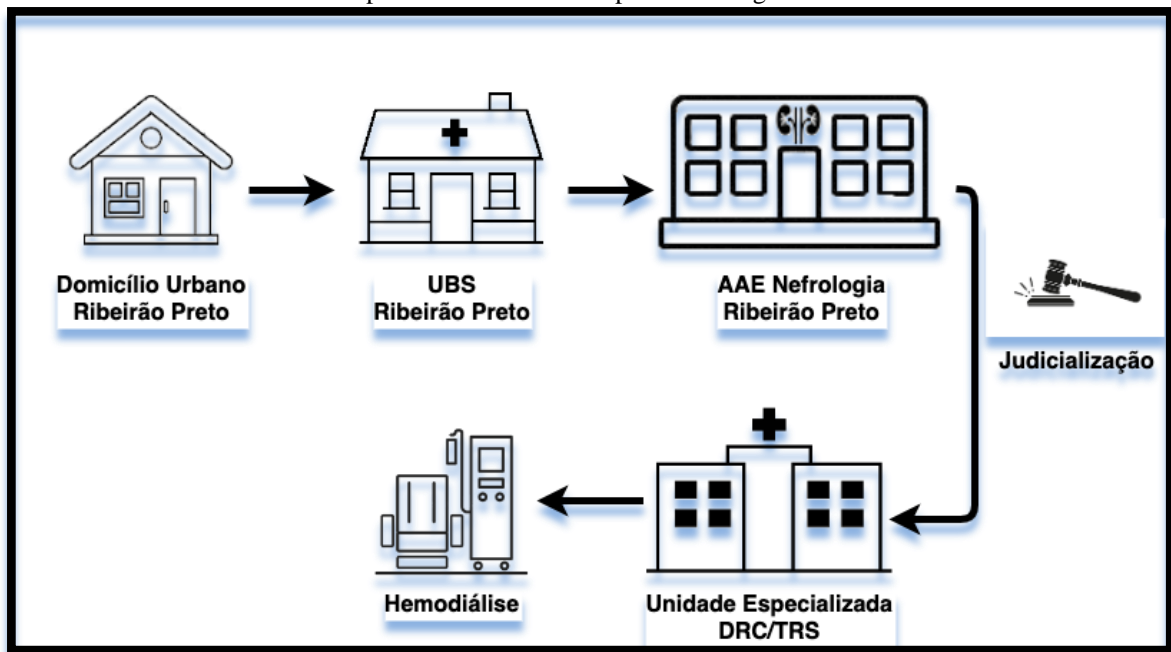 Domicílio Urbano
Ribeirão Preto
UBS
Ribeirão Preto
AAE Nefrologia
Ribeirão Preto
Judicialização
Hemodiálise
Unidade Especializada
DRC/TRS